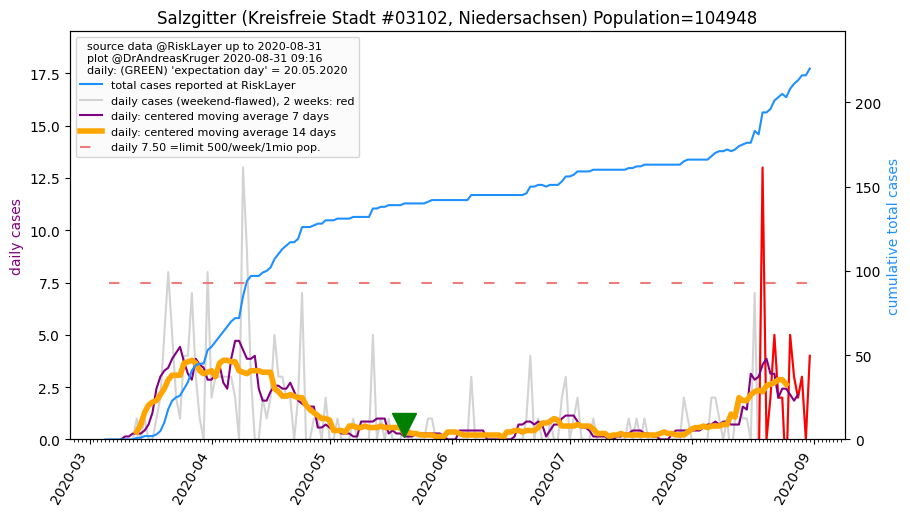 Salzgitter (Kreisfreie Stadt #03102, Niedersachsen) Population=104948
source data @RiskLayer up to 2020-08-31
plot @DrAndreasKruger 2020-08-31 09:16
daily: (GREEN) 'expectation day' = 20.05.2020
total cases reported at RiskLayer
daily cases (weekend-flawed), 2 weeks: red
daily: centered moving average 7 days
daily: centered moving average 14 days
daily 7.50 =limit 500/week/1mio pop.
daily cases
17.5
15.0
12.5
10.0
7.5
5.0
2.5
0.0
200
150
100
50
0
cumulative total cases
2020-03
2020-04
2020-05
2020-06
2020-07
2020-08
2020-09